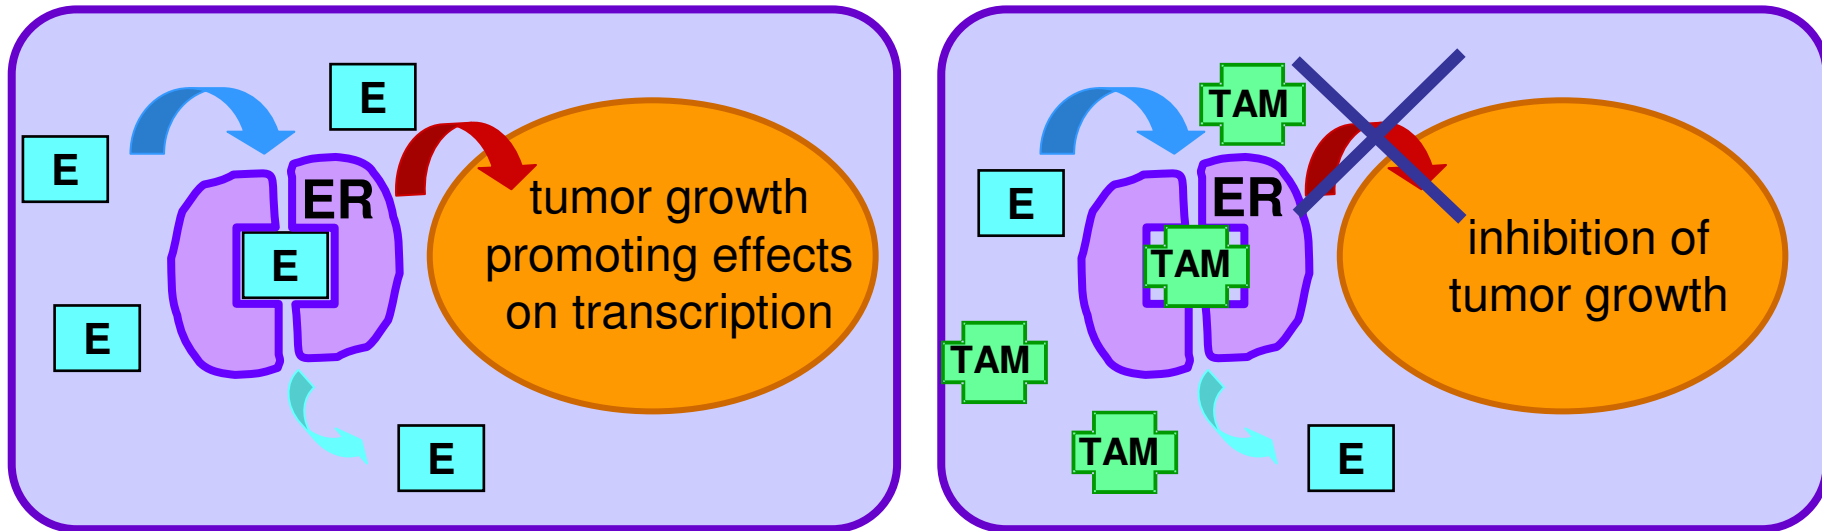 E
E
ER
tumor growth
promoting effects
on transcription
E
E
E
TAM
E
ER
TAM
inhibition of
tumor growth
TAM
TAM
E